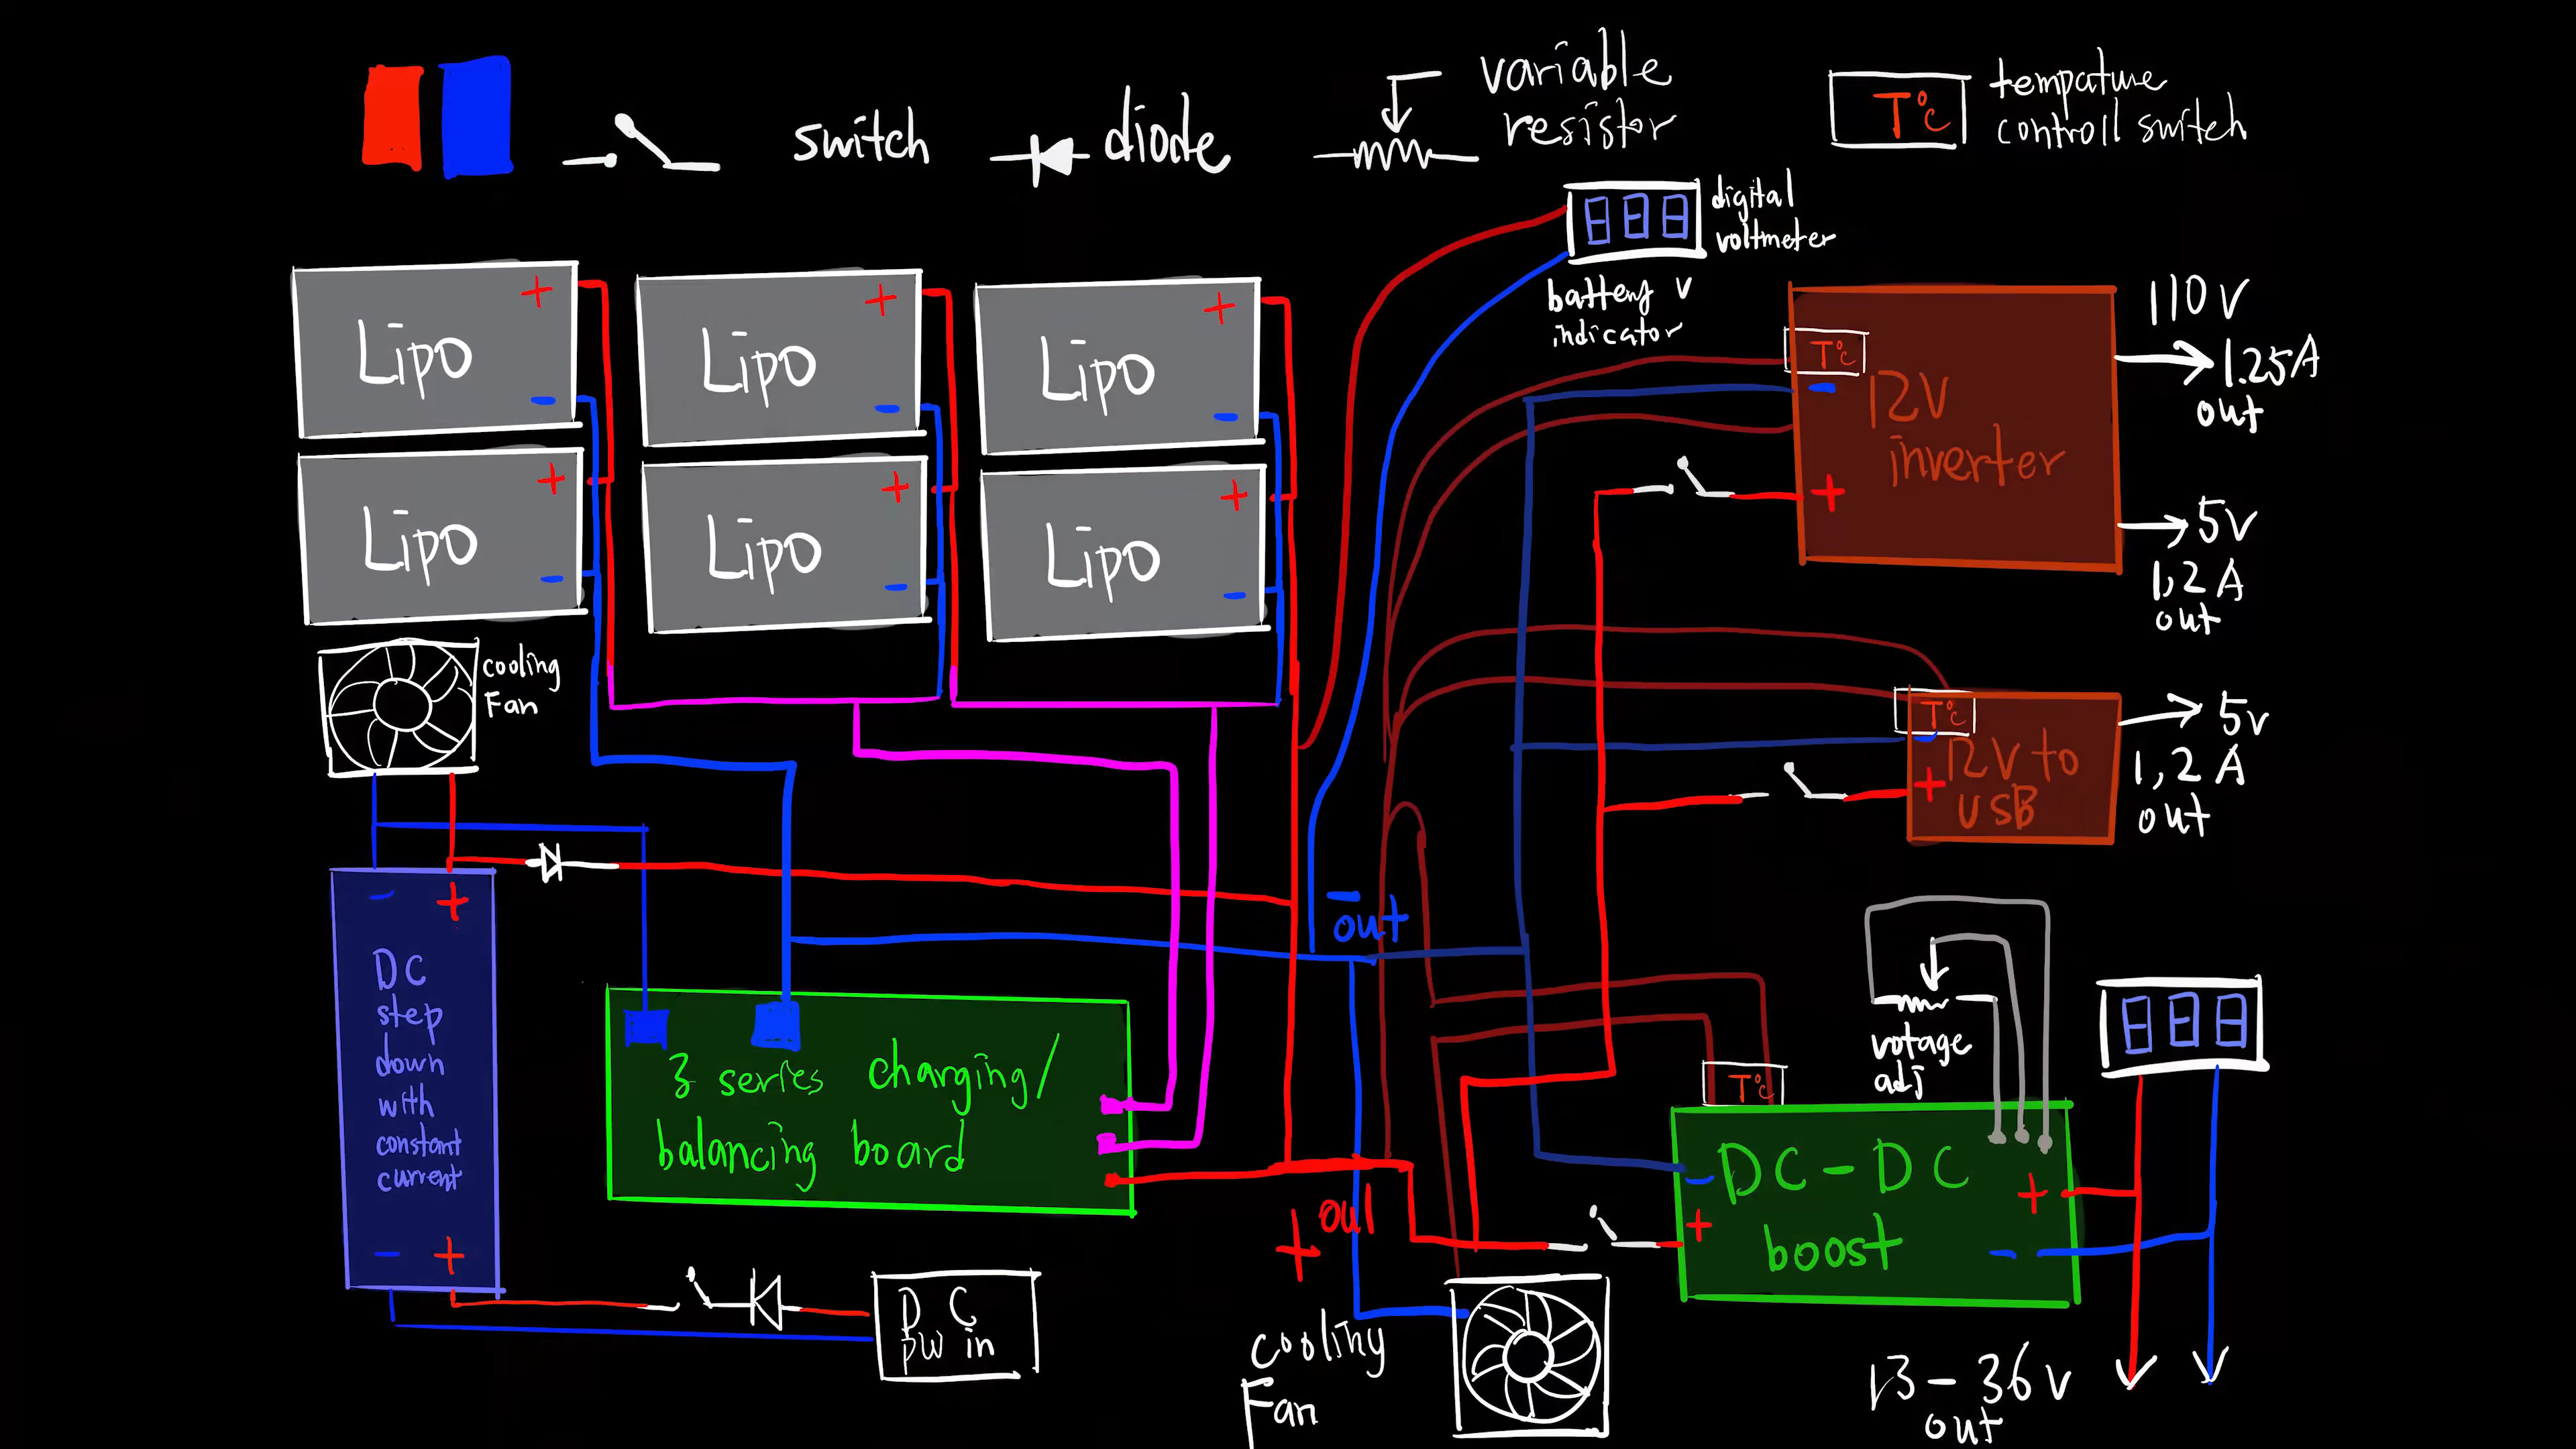 switch
diode
variable
resistor
T°c
tempature
controll switch
digital
voltmeter
battery v
indicator
+
Lipo
-
+
Lipo
-
+
Lipo
-
+
Lipo
-
+
Lipo
-
+
Lipo
-
T°c
-
12V
inverter
+
110V
1.25A
out
5V
1,2 A
out
cooling
Fan
T°c
-
12V to
USB
+
5v
1,2 A
out
- +
DC
step
down
with
constant
current
- +
3 series charging/
balancing board
- out
+ out
DC
pw in
cooling
Fan
votage
adj
T°c
-
DC-DC
boost
+
+
-
13-36v
out